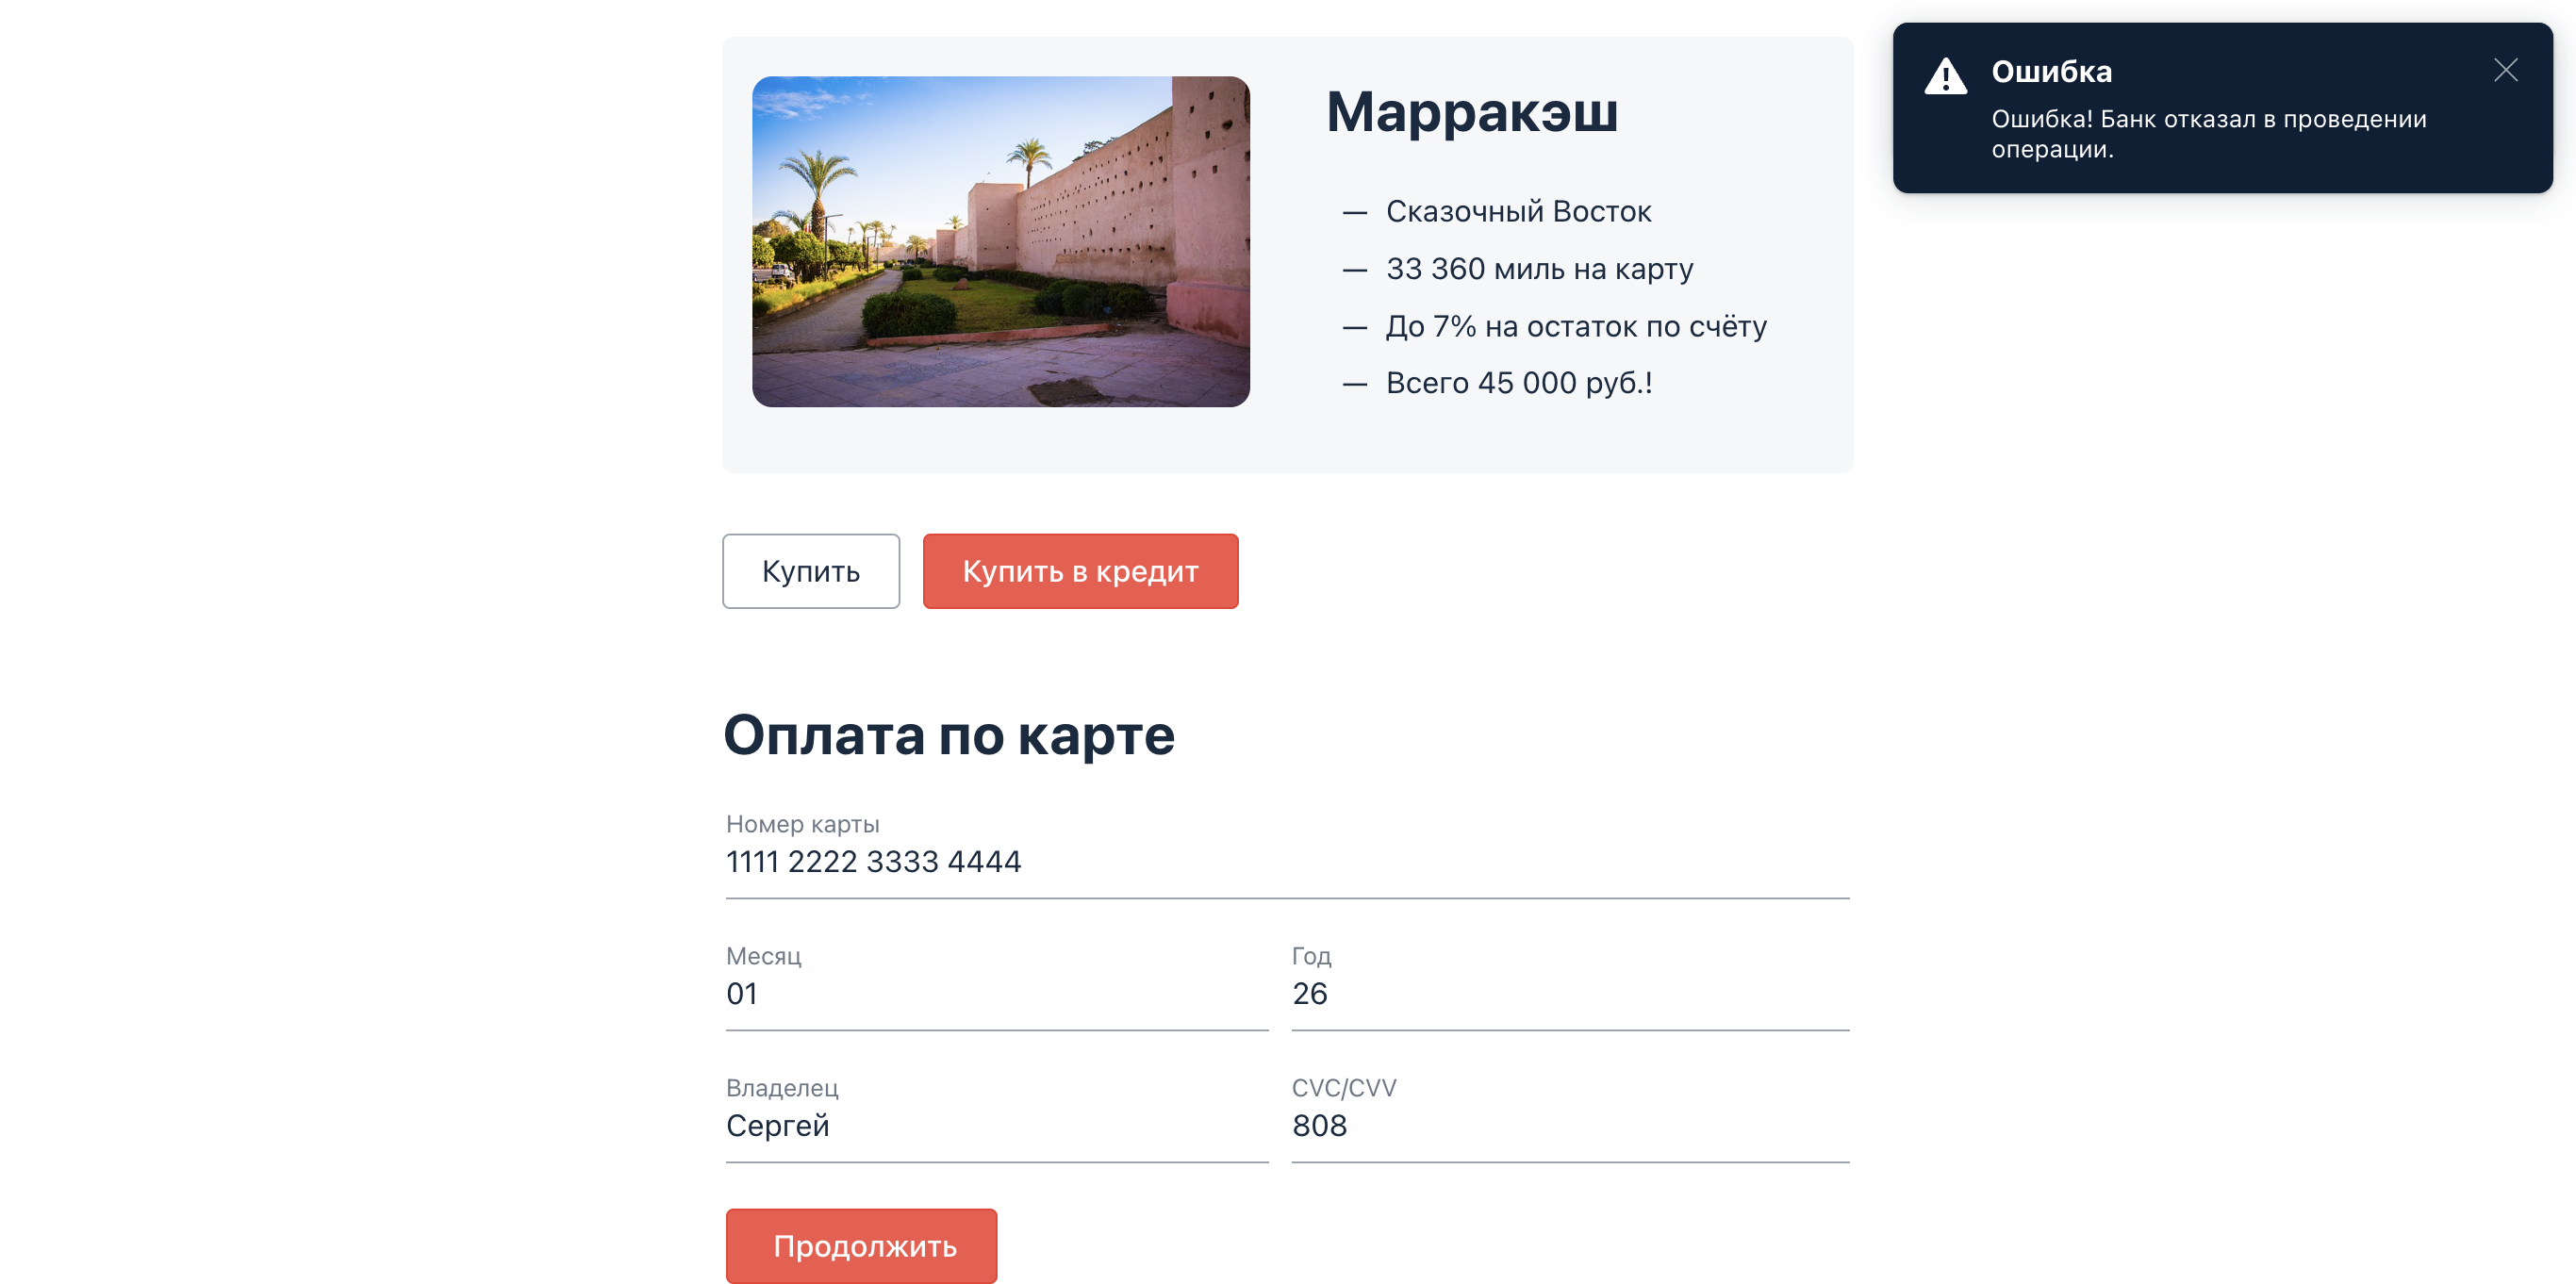 Марракэш
— Сказочный Восток
— 33 360 миль на карту
— До 7% на остаток по счёту
— Всего 45 000 руб.!
Ошибка
Ошибка! Банк отказал в проведении
операции.
Купить
Купить в кредит
Оплата по карте
Номер карты
1111 2222 3333 4444
Месяц
01
Год
26
Владелец
Сергей
CVC/CVV
808
Продолжить